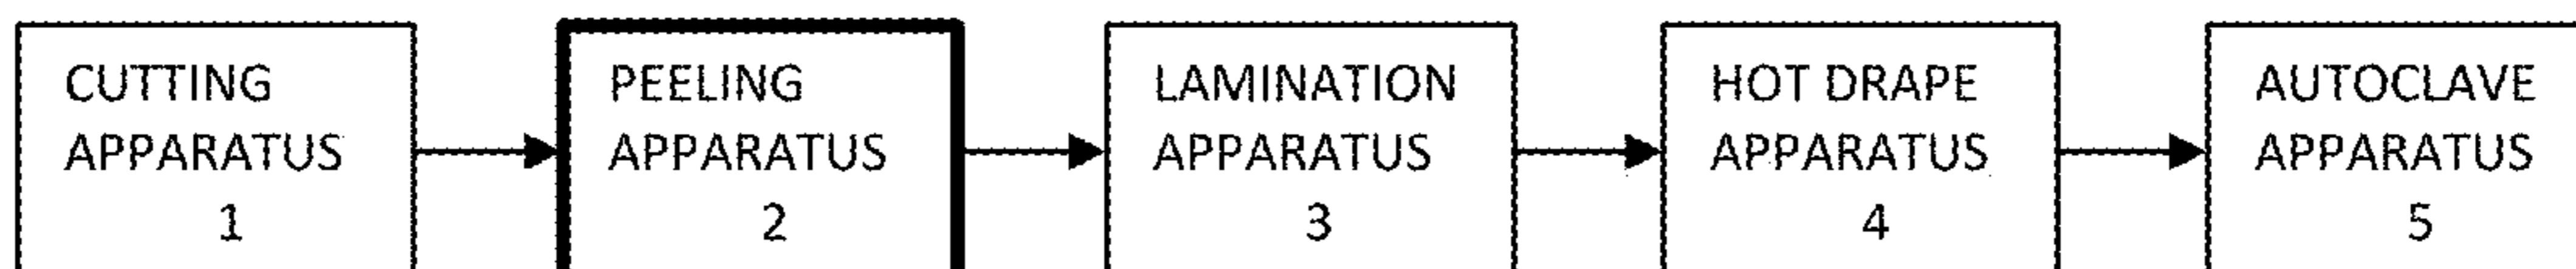 CUTTING
APPARATUS
1
PEELING
APPARATUS
2
LAMINATION
APPARATUS
3
HOT DRAPE
APPARATUS
4
AUTOCLAVE
APPARATUS
5